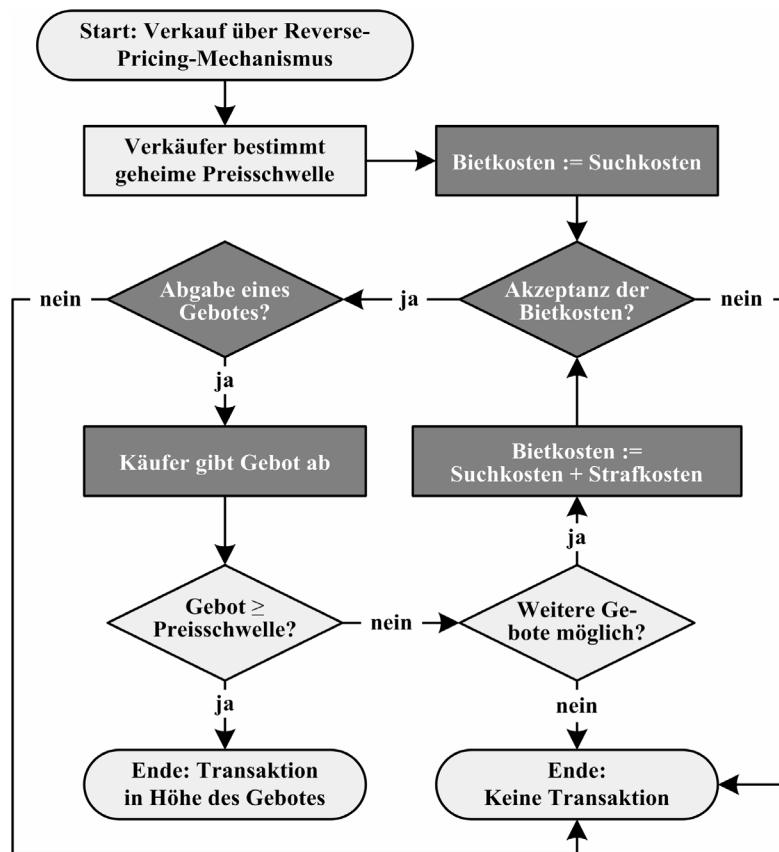 Start: Verkauf über Reverse-
Pricing-Mechanismus
Verkäufer bestimmt
geheime Preisschwelle
Bietkosten := Suchkosten
nein
Abgabe eines
Gebotes?
ja
Akzeptanz der
Bietkosten?
nein
ja
Käufer gibt Gebot ab
Bietkosten :=
Suchkosten + Strafkosten
ja
Gebot ≥
Preisschwelle?
nein
Weitere Ge-
bote möglich?
ja
nein
Ende: Transaktion
in Höhe des Gebotes
Ende:
Keine Transaktion